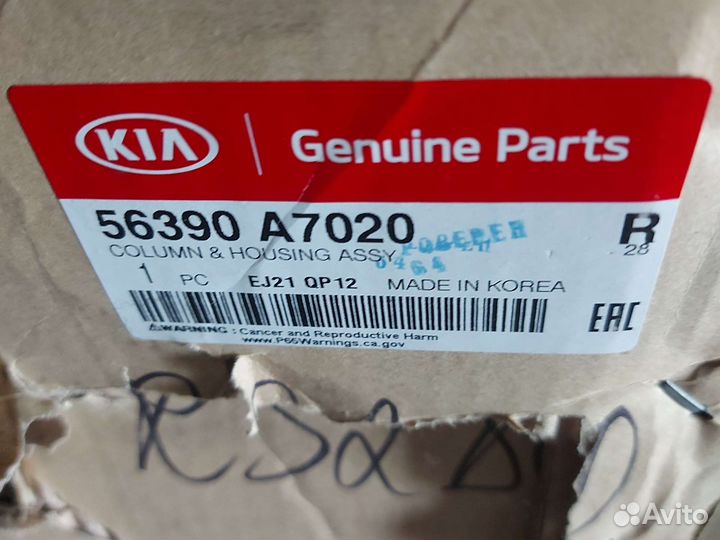 KIA Genuine Parts
56390 A7020 R
COLUMN & HOUSING ASSY 28
1 PC EJ21 QP12 MADE IN KOREA
0464
EAC
WARNING : Cancer and Reproductive Harm
www.P65Warnings.ca.gov
Avito